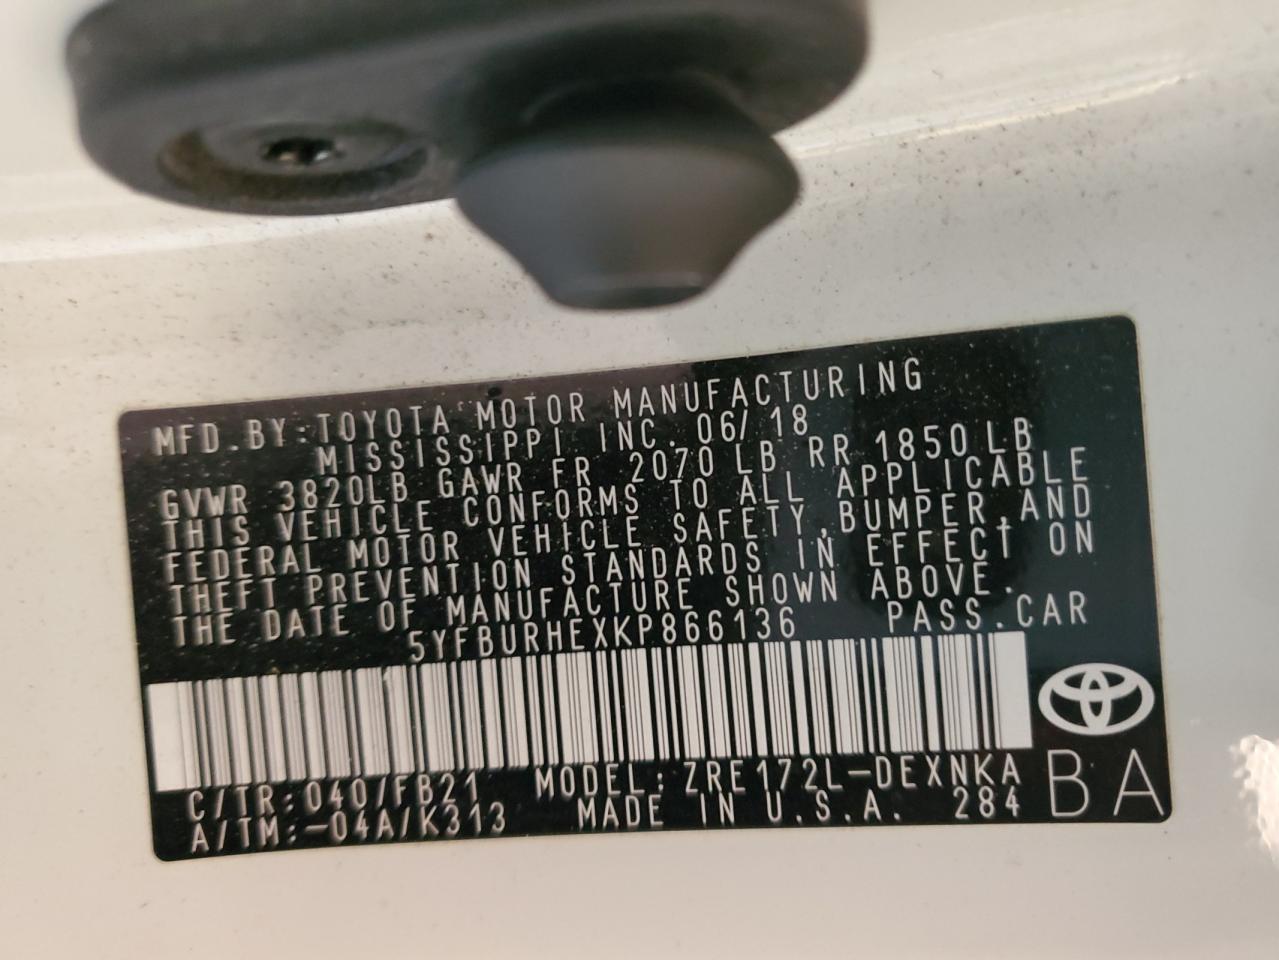 MFD.BY:TOYOTA MOTOR MANUFACTURING
MISSISSIPPI INC. 06/18
GVWR 3820LB GAWR FR 2070 LB RR 1850 LB
THIS VEHICLE CONFORMS TO ALL APPLICABLE
FEDERAL MOTOR VEHICLE SAFETY,BUMPER,AND
THEFT PREVENTION STANDARDS IN EFFECT ON
THE DATE OF MANUFACTURE SHOWN ABOVE.
5YFBURHEXKP866136 PASS.CAR
C/TR:040/FB21 MODEL:ZRE172L-DEXNKA
A/TM:-04A/K313 MADE IN U.S.A. 284
BA